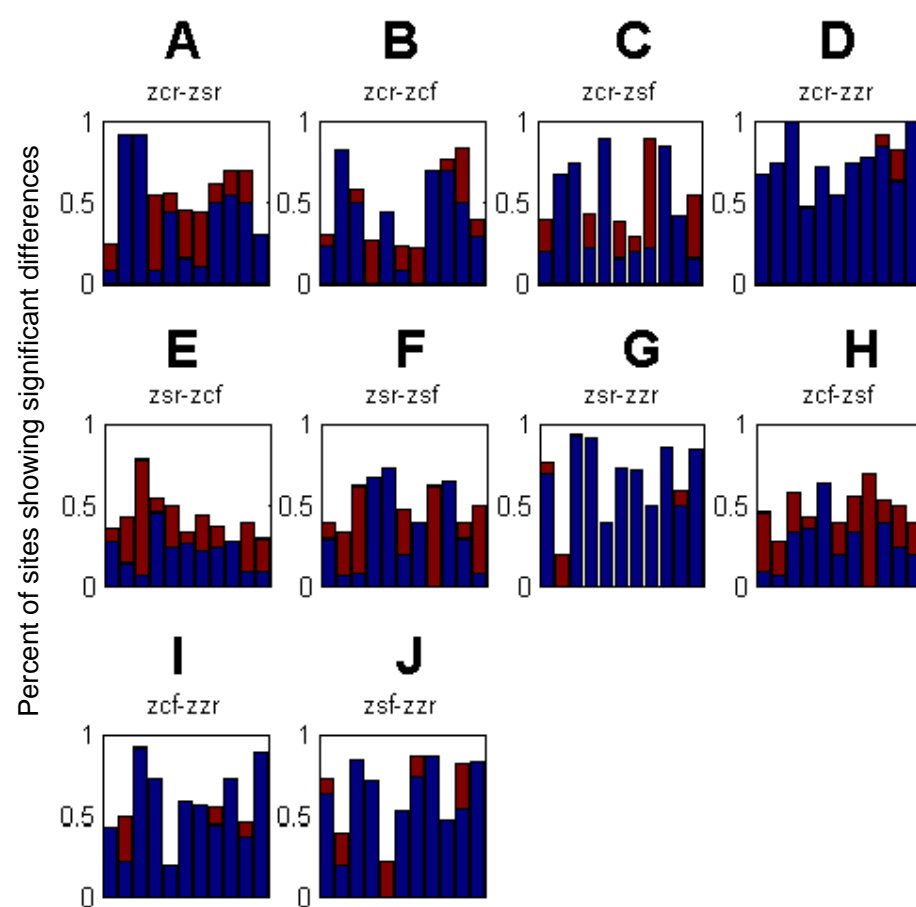 Percent of sites showing significant differences
A
zcr-zsr
1
0.5
0
B
zcr-zcf
1
0.5
0
C
zcr-zsf
1
0.5
0
D
zcr-zzr
1
0.5
0
E
zsr-zcf
1
0.5
0
F
zsr-zsf
1
0.5
0
G
zsr-zzr
1
0.5
0
H
zcf-zsf
1
0.5
0
I
zcf-zzr
1
0.5
0
J
zsf-zzr
1
0.5
0